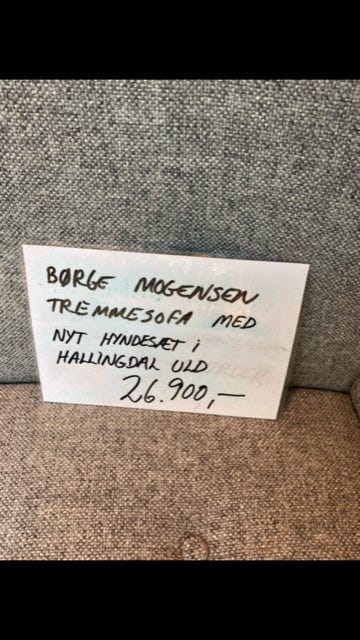 BØRGE MOGENSEN
TREMMESOFA MED
NYT HYNDESÆT i
HALLINGDAL ULD
26.900,-